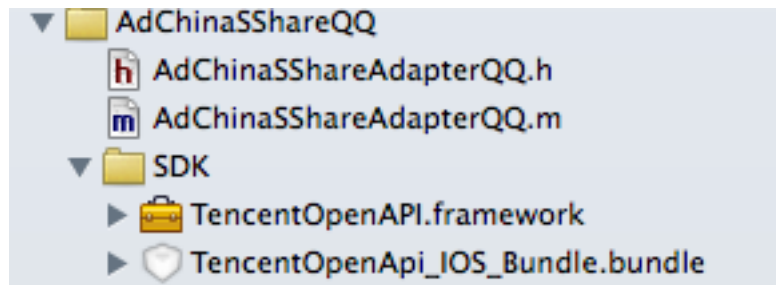 AdChinaSShareQQ
h AdChinaSShareAdapterQQ.h
m AdChinaSShareAdapterQQ.m
SDK
TencentOpenAPI.framework
TencentOpenApi_IOS_Bundle.bundle